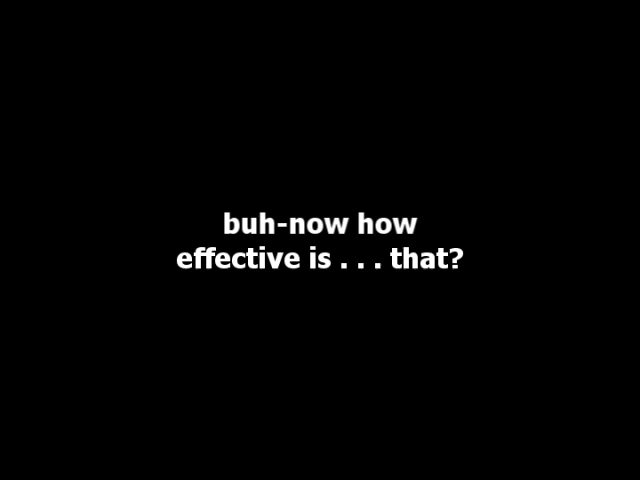 buh-now how
effective is . . . that?